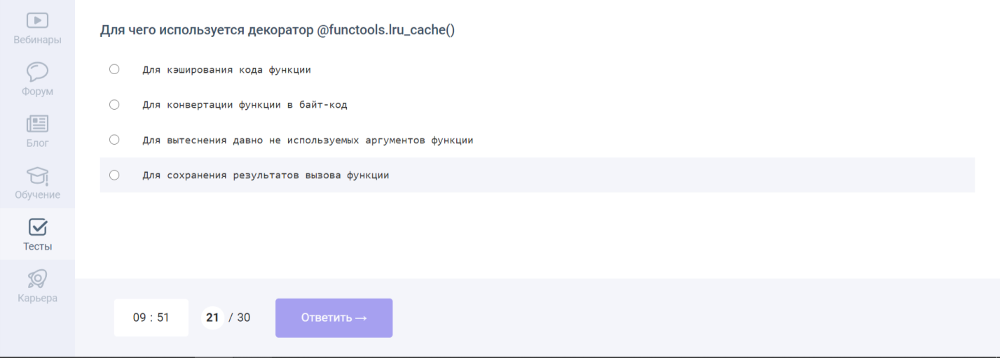 Вебинары
Форум
Блог
Обучение
Тесты
Карьера
Для чего используется декоратор @functools.lru_cache()
Для кэширования кода функции
Для конвертации функции в байт-код
Для вытеснения давно не используемых аргументов функции
Для сохранения результатов вызова функции
09 : 51 21 / 30 Ответить →